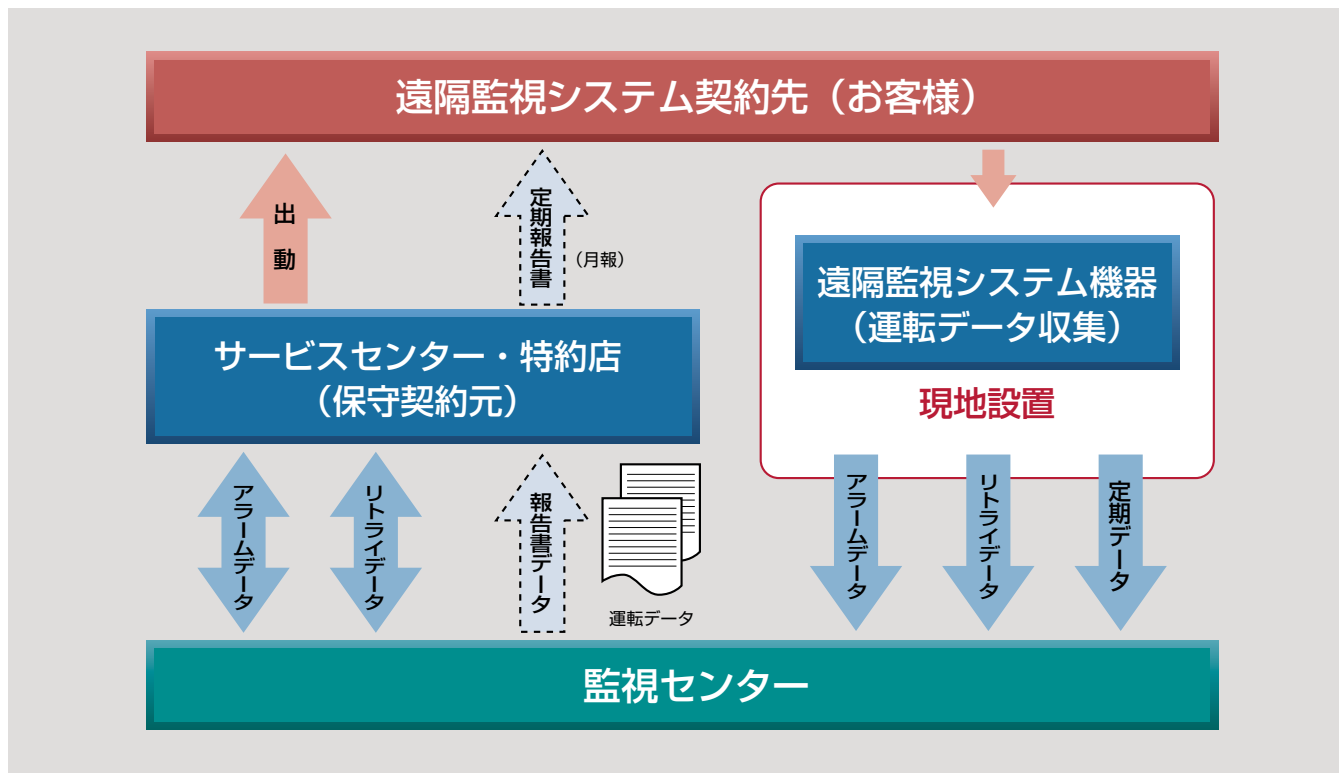 遠隔監視システム契約先（お客様）
出動
定期報告書
（月報）
遠隔監視システム機器
（運転データ収集）
現地設置
サービスセンター・特約店
（保守契約元）
アラームデータ
リトライデータ
報告書データ
運転データ
アラームデータ
リトライデータ
定期データ
監視センター